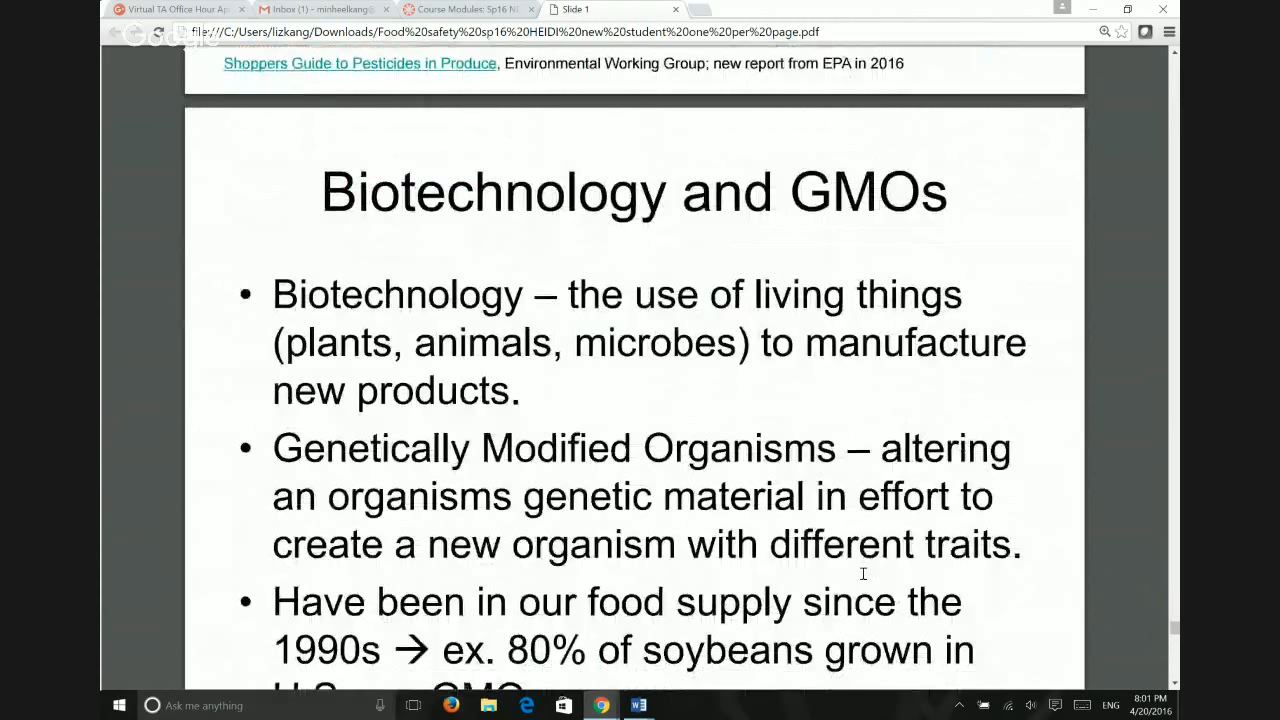 Virtual TA Office Hour Ap
Inbox (1) - minheelkang@
Course Modules: Sp16 N
Slide 1
file:///C:/Users/lizkang/Downloads/Food%20safety%20sp16%20HEIDI%20new%20student%20one%20per%20page.pdf
Google
Shoppers Guide to Pesticides in Produce, Environmental Working Group; new report from EPA in 2016
Biotechnology and GMOs
• Biotechnology – the use of living things
(plants, animals, microbes) to manufacture
new products.
• Genetically Modified Organisms – altering
an organisms genetic material in effort to
create a new organism with different traits.
• Have been in our food supply since the
1990s → ex. 80% of soybeans grown in
Ask me anything
ENG
8:01 PM
4/20/2016